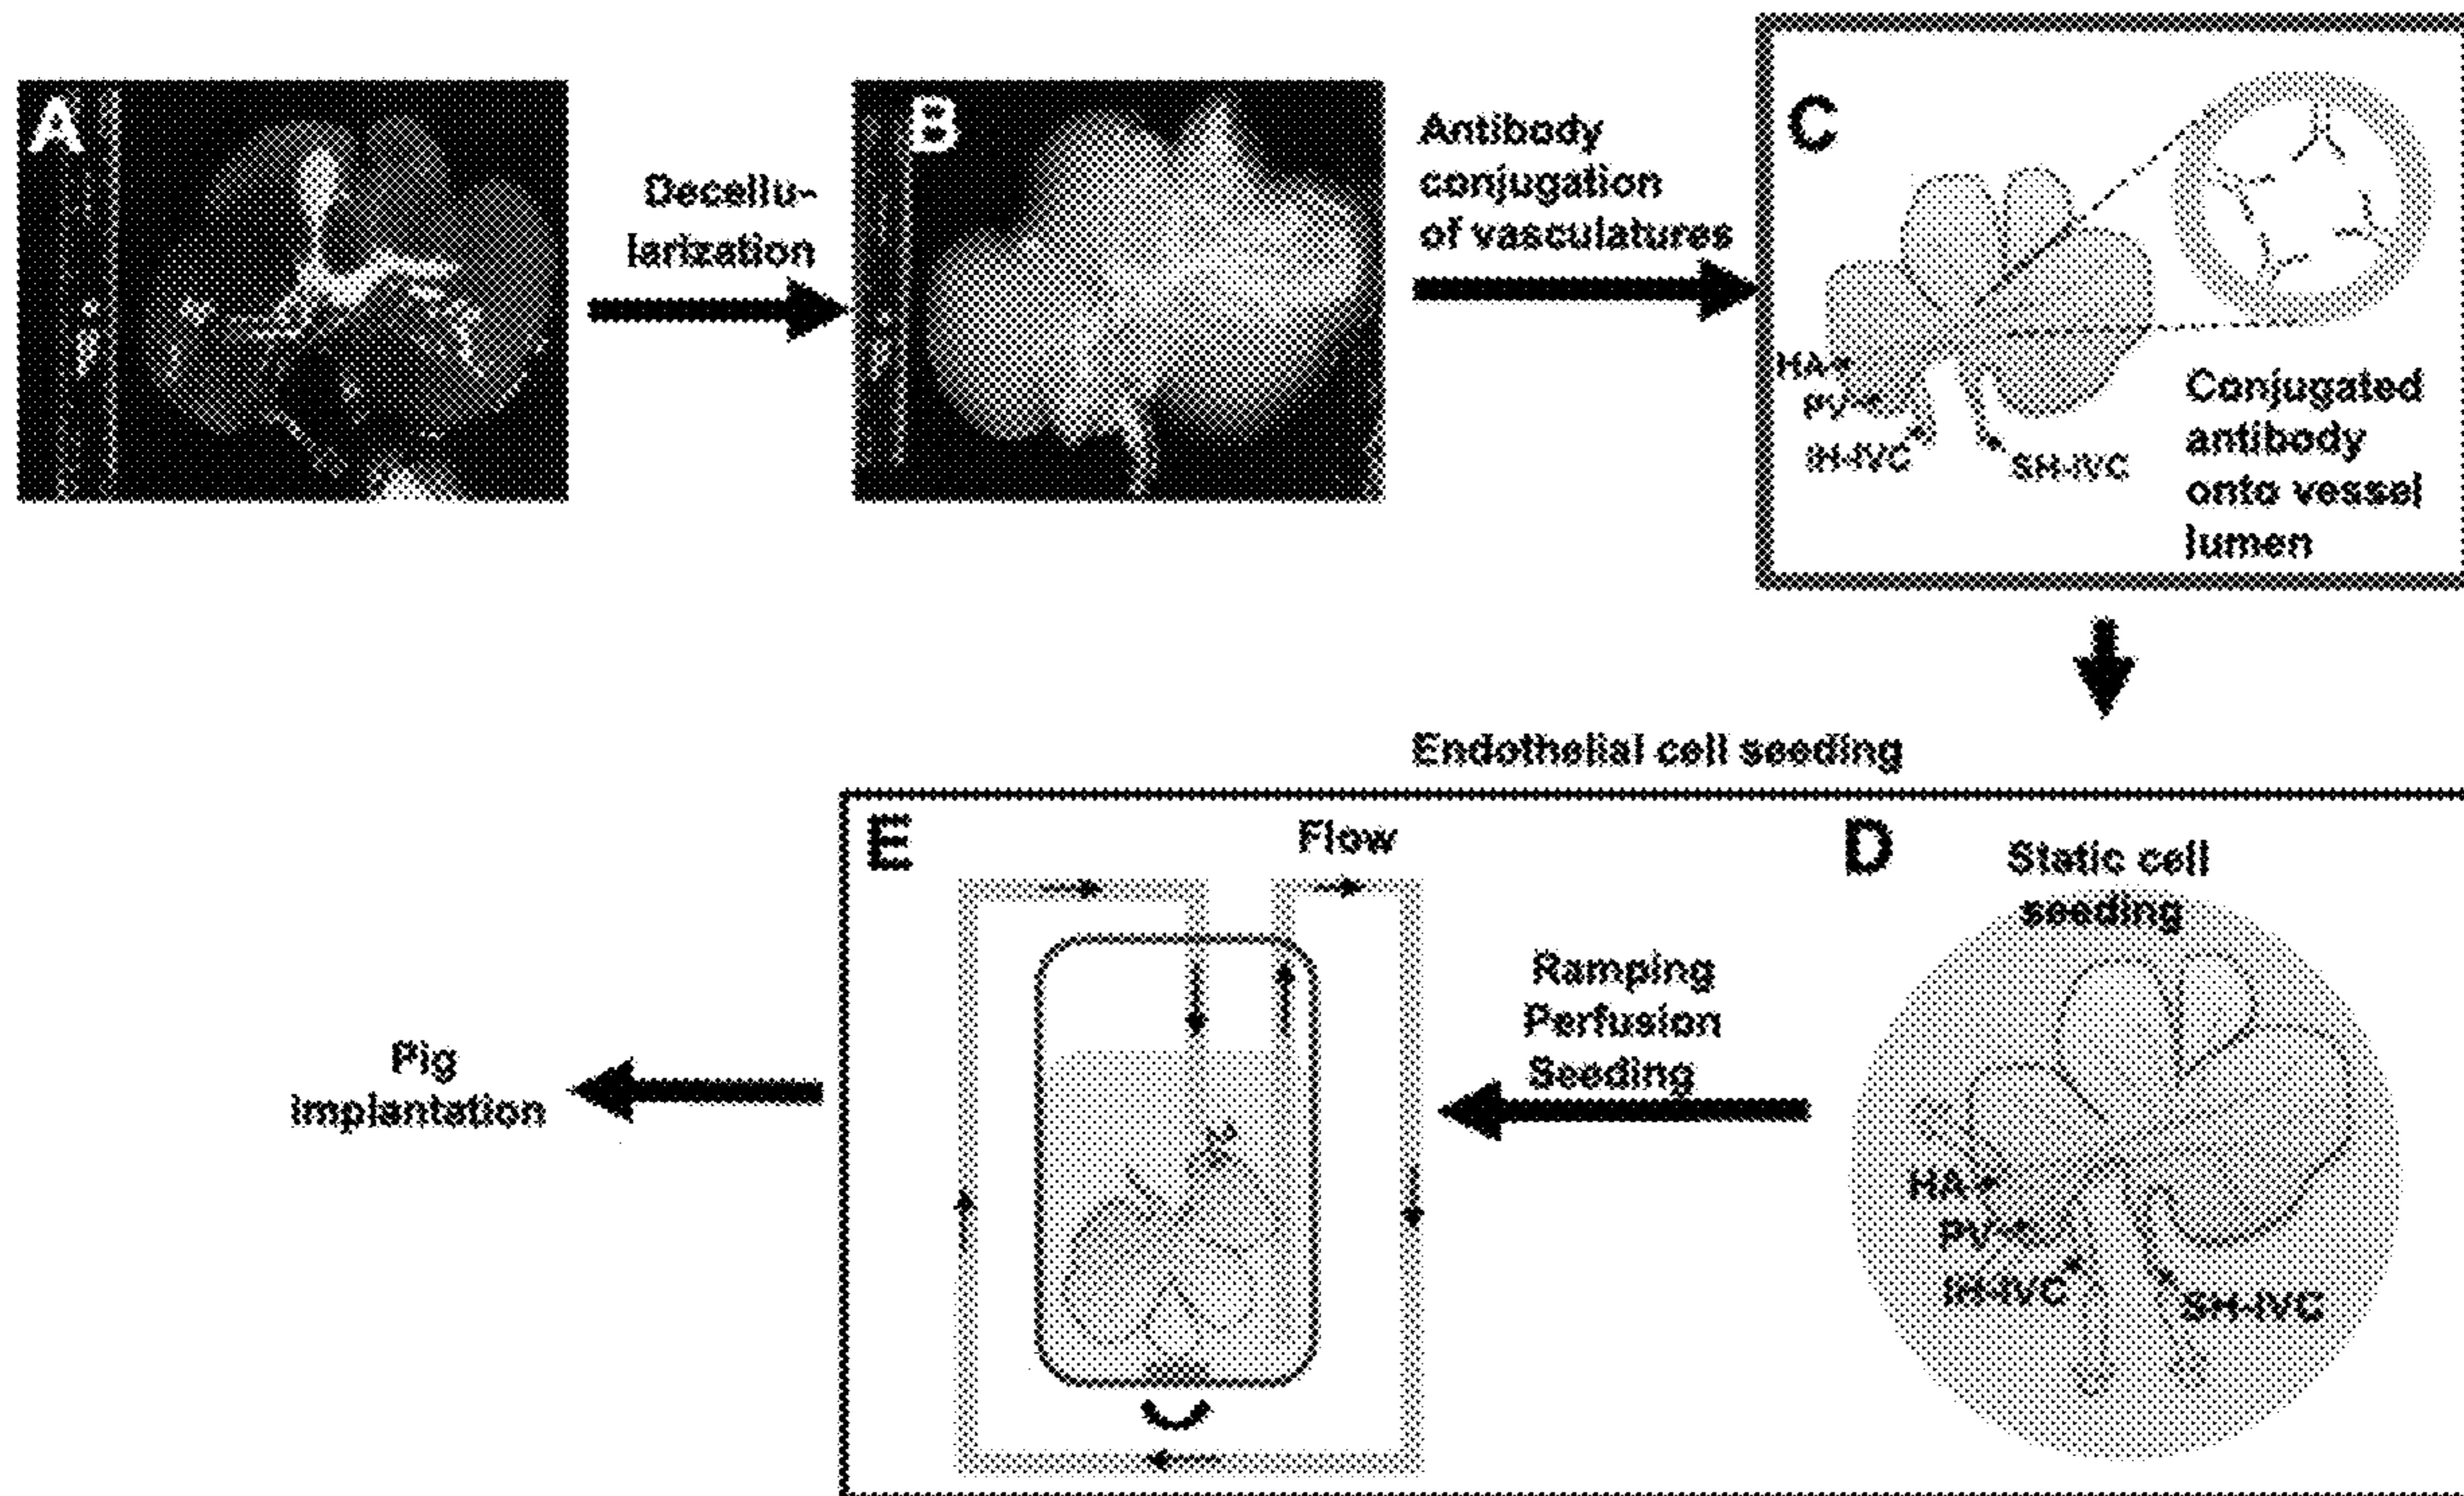 A
Decellu-
larization
B
Antibody
conjugation
of vasculatures
C
HA
PV
IH-IVC
SH-IVC
Conjugated
antibody
onto vessel
lumen
Endothelial cell seeding
E
Flow
D
Static cell
seeding
Ramping
Perfusion
Seeding
HA
PV
IH-IVC
SH-IVC
Pig
implantation